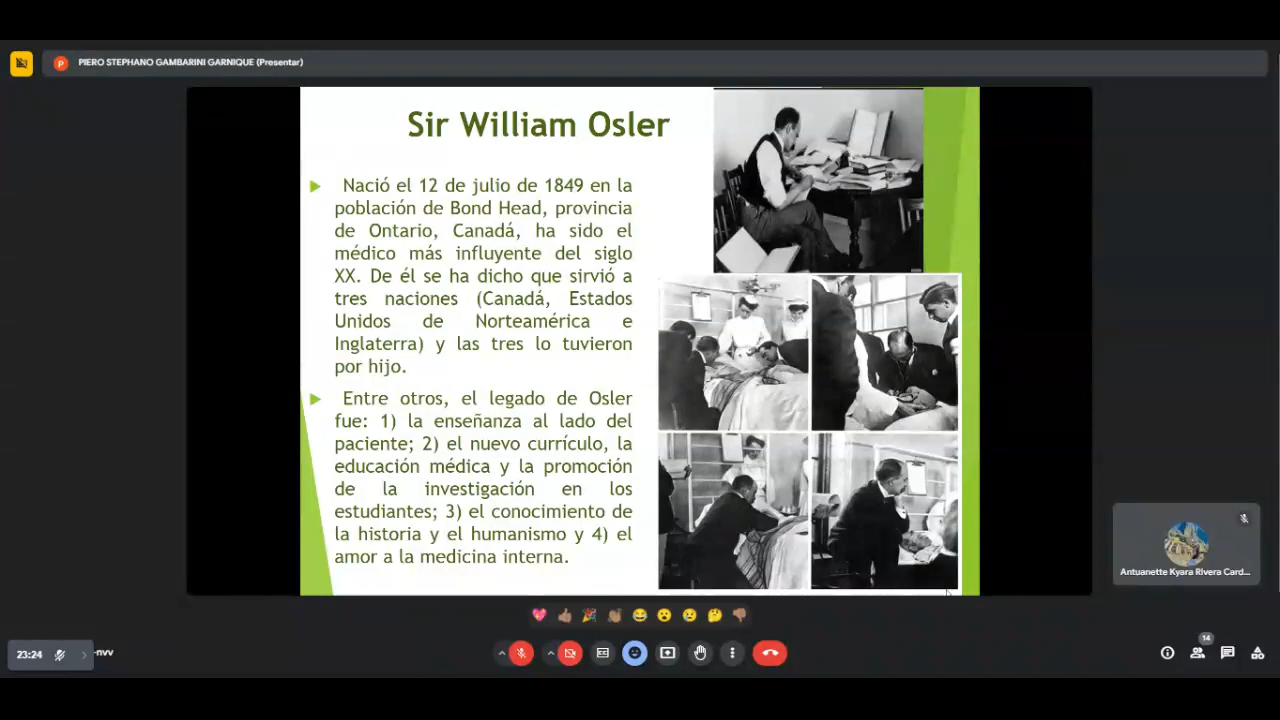 PIERO STEPHANO GAMBARINI GARNIQUE (Presentar)
P
Sir William Osler
Nació el 12 de julio de 1849 en la
población de Bond Head, provincia
de Ontario, Canadá, ha sido el
médico más influyente del siglo
XX. De él se ha dicho que sirvió a
tres naciones (Canadá, Estados
Unidos de Norteamérica e
Inglaterra) y las tres lo tuvieron
por hijo.
Entre otros, el legado de Osler
fue: 1) la enseñanza al lado del
paciente; 2) el nuevo currículo, la
educación médica y la promoción
de la investigación en los
estudiantes; 3) el conocimiento de
la historia y el humanismo y 4) el
amor a la medicina interna.
Antuanette Kyara Rivera Card...
23:24
-nvv
14